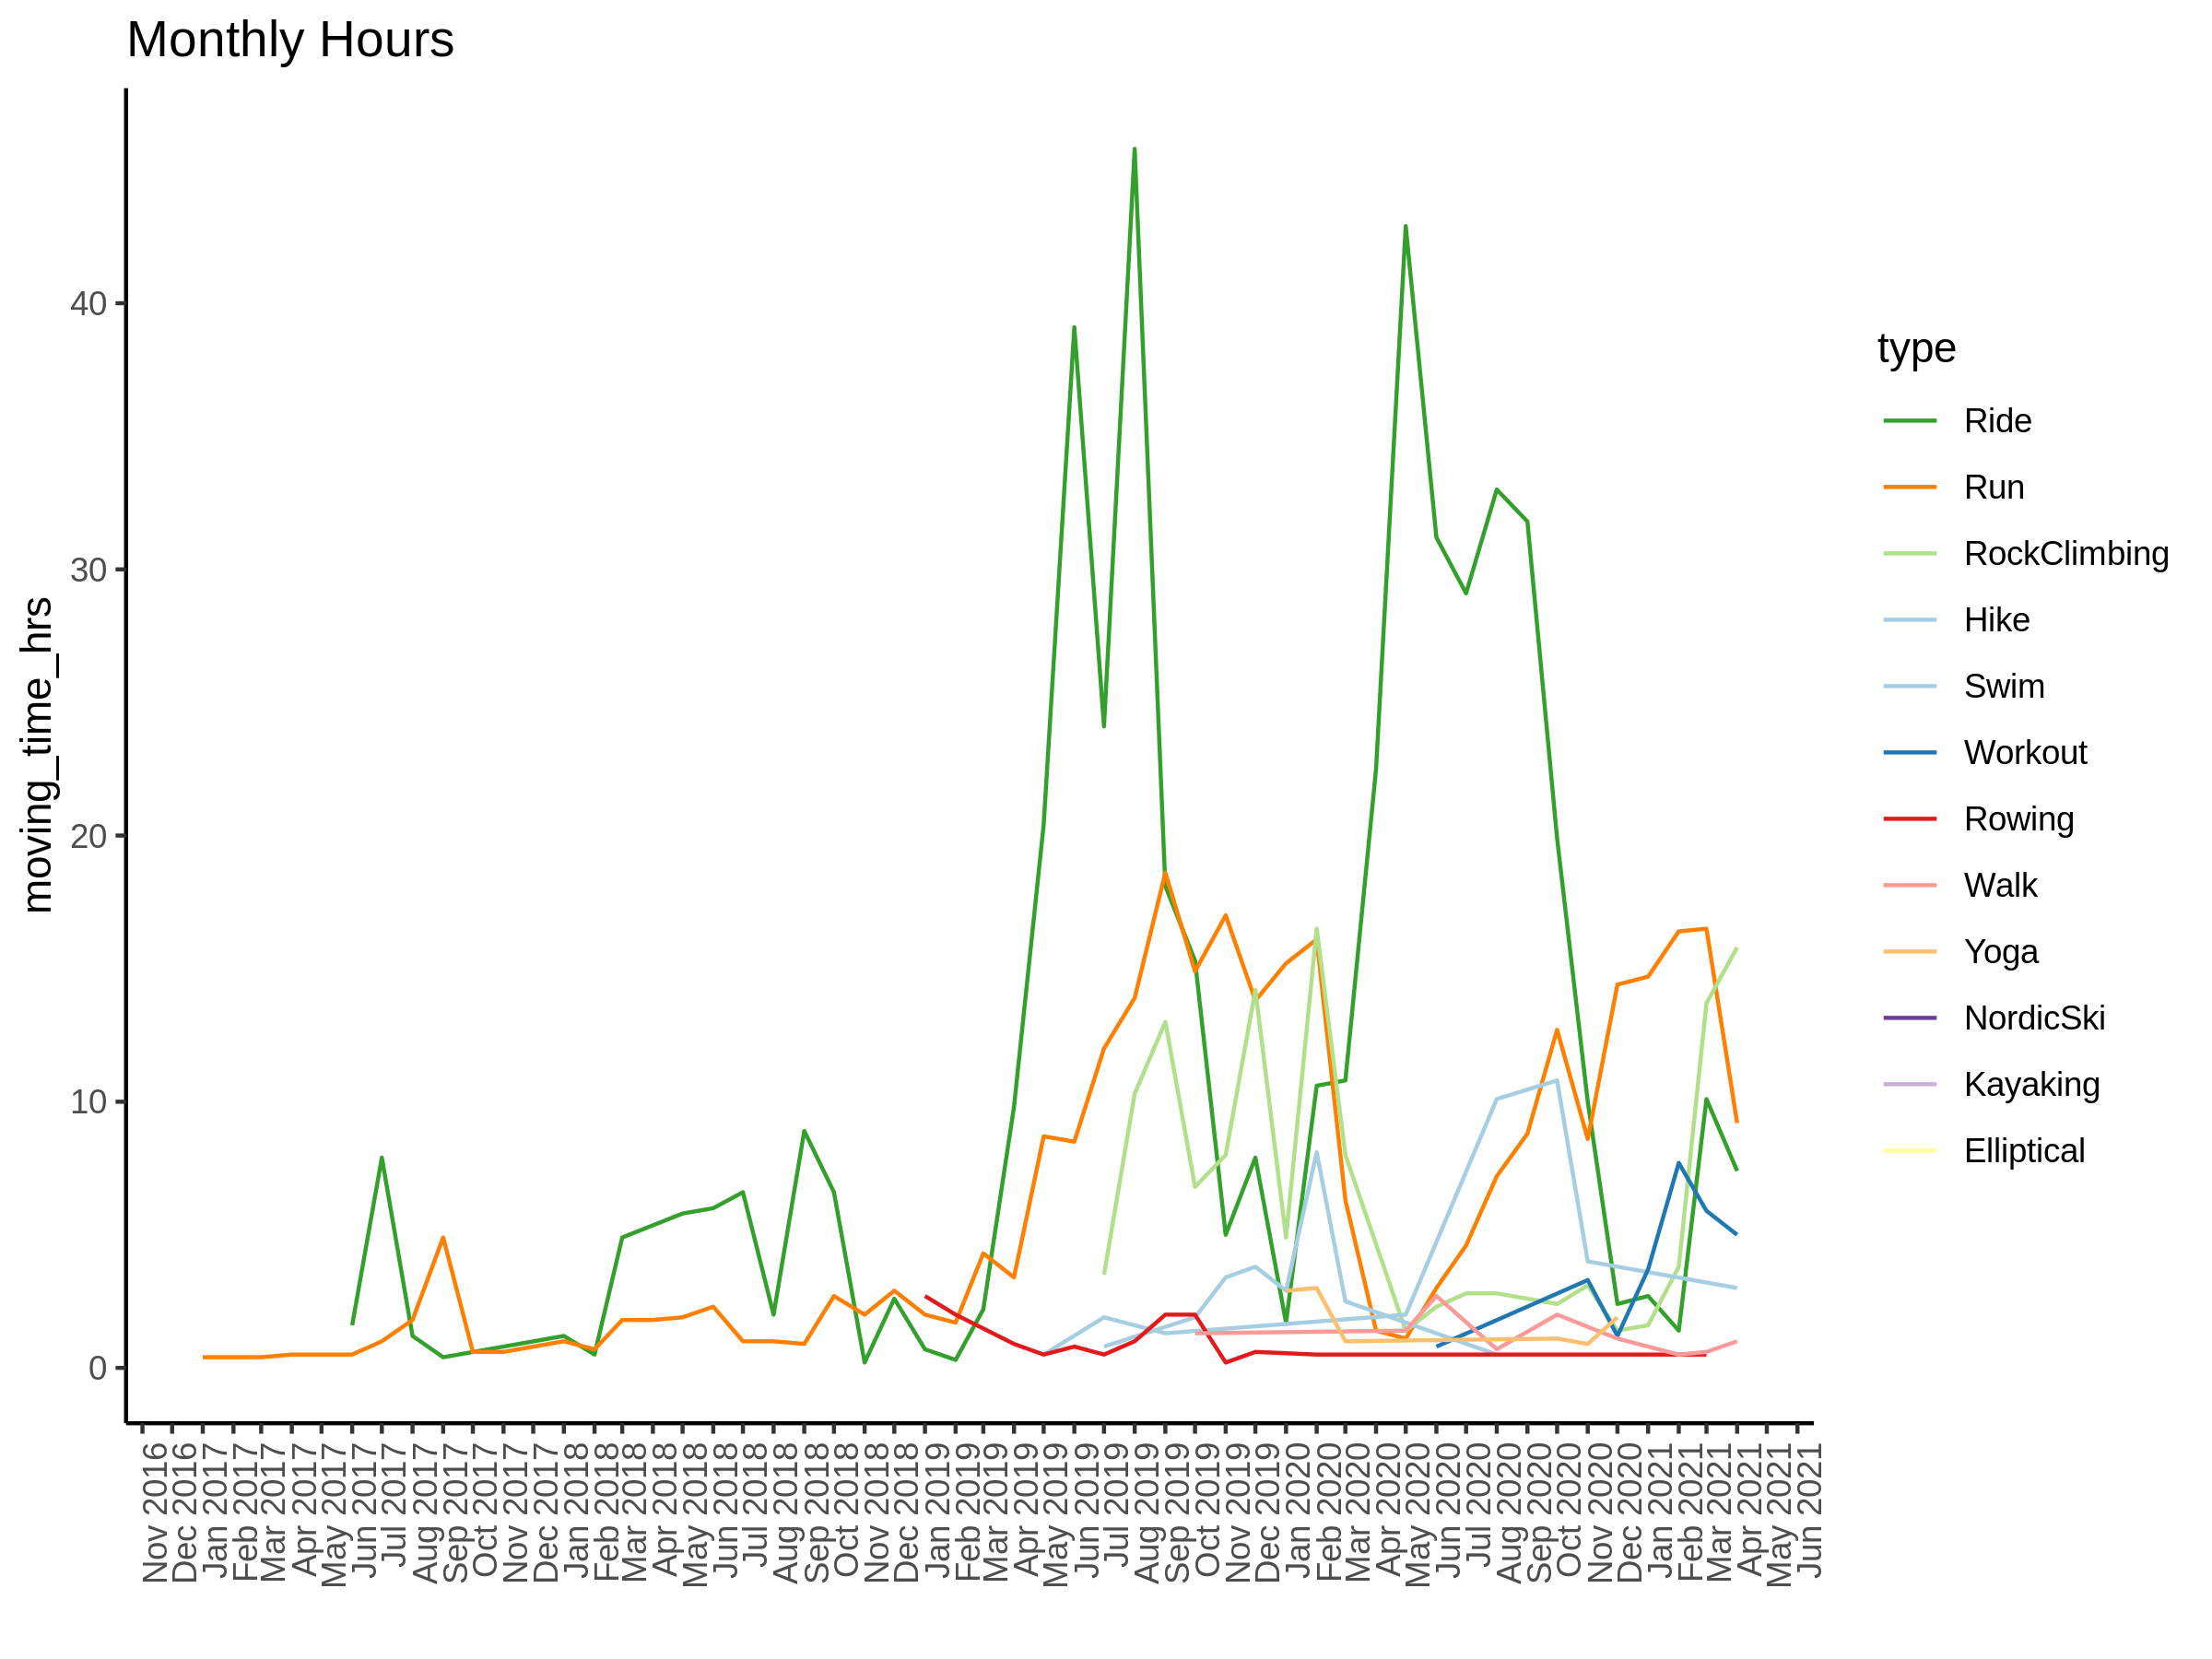 Monthly Hours
moving_time_hrs
40
30
20
10
0
Nov 2016
Dec 2016
Jan 2017
Feb 2017
Mar 2017
Apr 2017
May 2017
Jun 2017
Jul 2017
Aug 2017
Sep 2017
Oct 2017
Nov 2017
Dec 2017
Jan 2018
Feb 2018
Mar 2018
Apr 2018
May 2018
Jun 2018
Jul 2018
Aug 2018
Sep 2018
Oct 2018
Nov 2018
Dec 2018
Jan 2019
Feb 2019
Mar 2019
Apr 2019
May 2019
Jun 2019
Jul 2019
Aug 2019
Sep 2019
Oct 2019
Nov 2019
Dec 2019
Jan 2020
Feb 2020
Mar 2020
Apr 2020
May 2020
Jun 2020
Jul 2020
Aug 2020
Sep 2020
Oct 2020
Nov 2020
Dec 2020
Jan 2021
Feb 2021
Mar 2021
Apr 2021
May 2021
Jun 2021
type
Ride
Run
RockClimbing
Hike
Swim
Workout
Rowing
Walk
Yoga
NordicSki
Kayaking
Elliptical